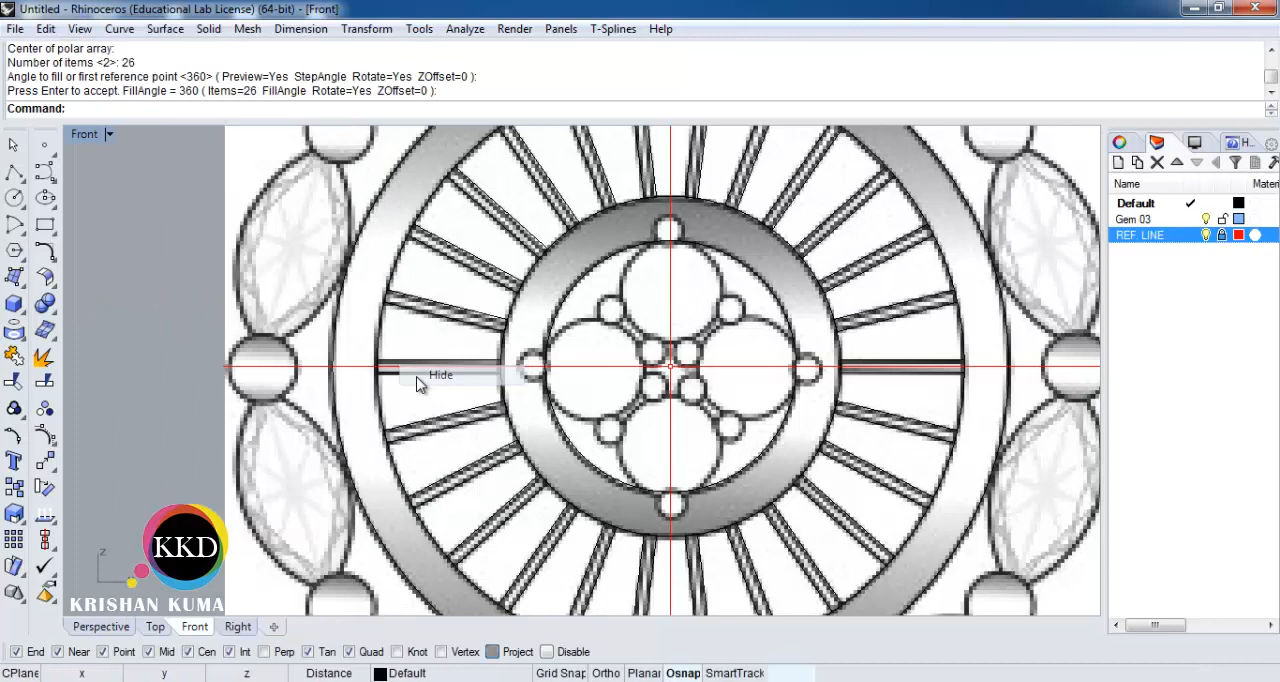 Untitled - Rhinoceros (Educational Lab License) (64-bit) - [Front]
File Edit View Curve Surface Solid Mesh Dimension Transform Tools Analyze Render Panels T-Splines Help
Center of polar array:
Number of items <2>: 26
Angle to fill or first reference point <360> ( Preview=Yes StepAngle Rotate=Yes ZOffset=0 ):
Press Enter to accept. FillAngle = 360 ( Items=26 FillAngle Rotate=Yes ZOffset=0 ):
Command:
Front
H...
Name Mater
Default
Gem 03
REF. LINE
Hide
z
KKD
KRISHAN KUMA
Perspective Top Front Right
End Near Point Mid Cen Int Perp Tan Quad Knot Vertex Project Disable
CPlane x y z Distance Default Grid Snap Ortho Planar Osnap SmartTrack